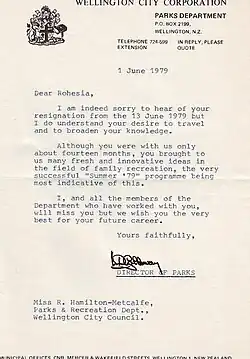 WELLINGTON CITY CORPORATION
PARKS DEPARTMENT
P.O. BOX 2199,
WELLINGTON, N.Z.
TELEPHONE 724-599
EXTENSION
IN REPLY, PLEASE
QUOTE
1 June 1979
Dear Rohesia,
I am indeed sorry to hear of your
resignation from the 13 June 1979 but
I do understand your desire to travel
and to broaden your knowledge.
Although you were with us only
about fourteen months, you brought to
us many fresh and innovative ideas in
the field of family recreation, the very
successful "Summer '79" programme being
most indicative of this.
I, and all the members of the
Department who have worked with you,
will miss you but we wish you the very
best for your future career.
Yours faithfully,
DIRECTOR OF PARKS
Miss R. Hamilton-Metcalfe,
Parks & Recreation Dept.,
Wellington City Council.
MUNICIPAL OFFICES, CNR. MERCER & WAKEFIELD STREETS, WELLINGTON 1, NEW ZEALAND